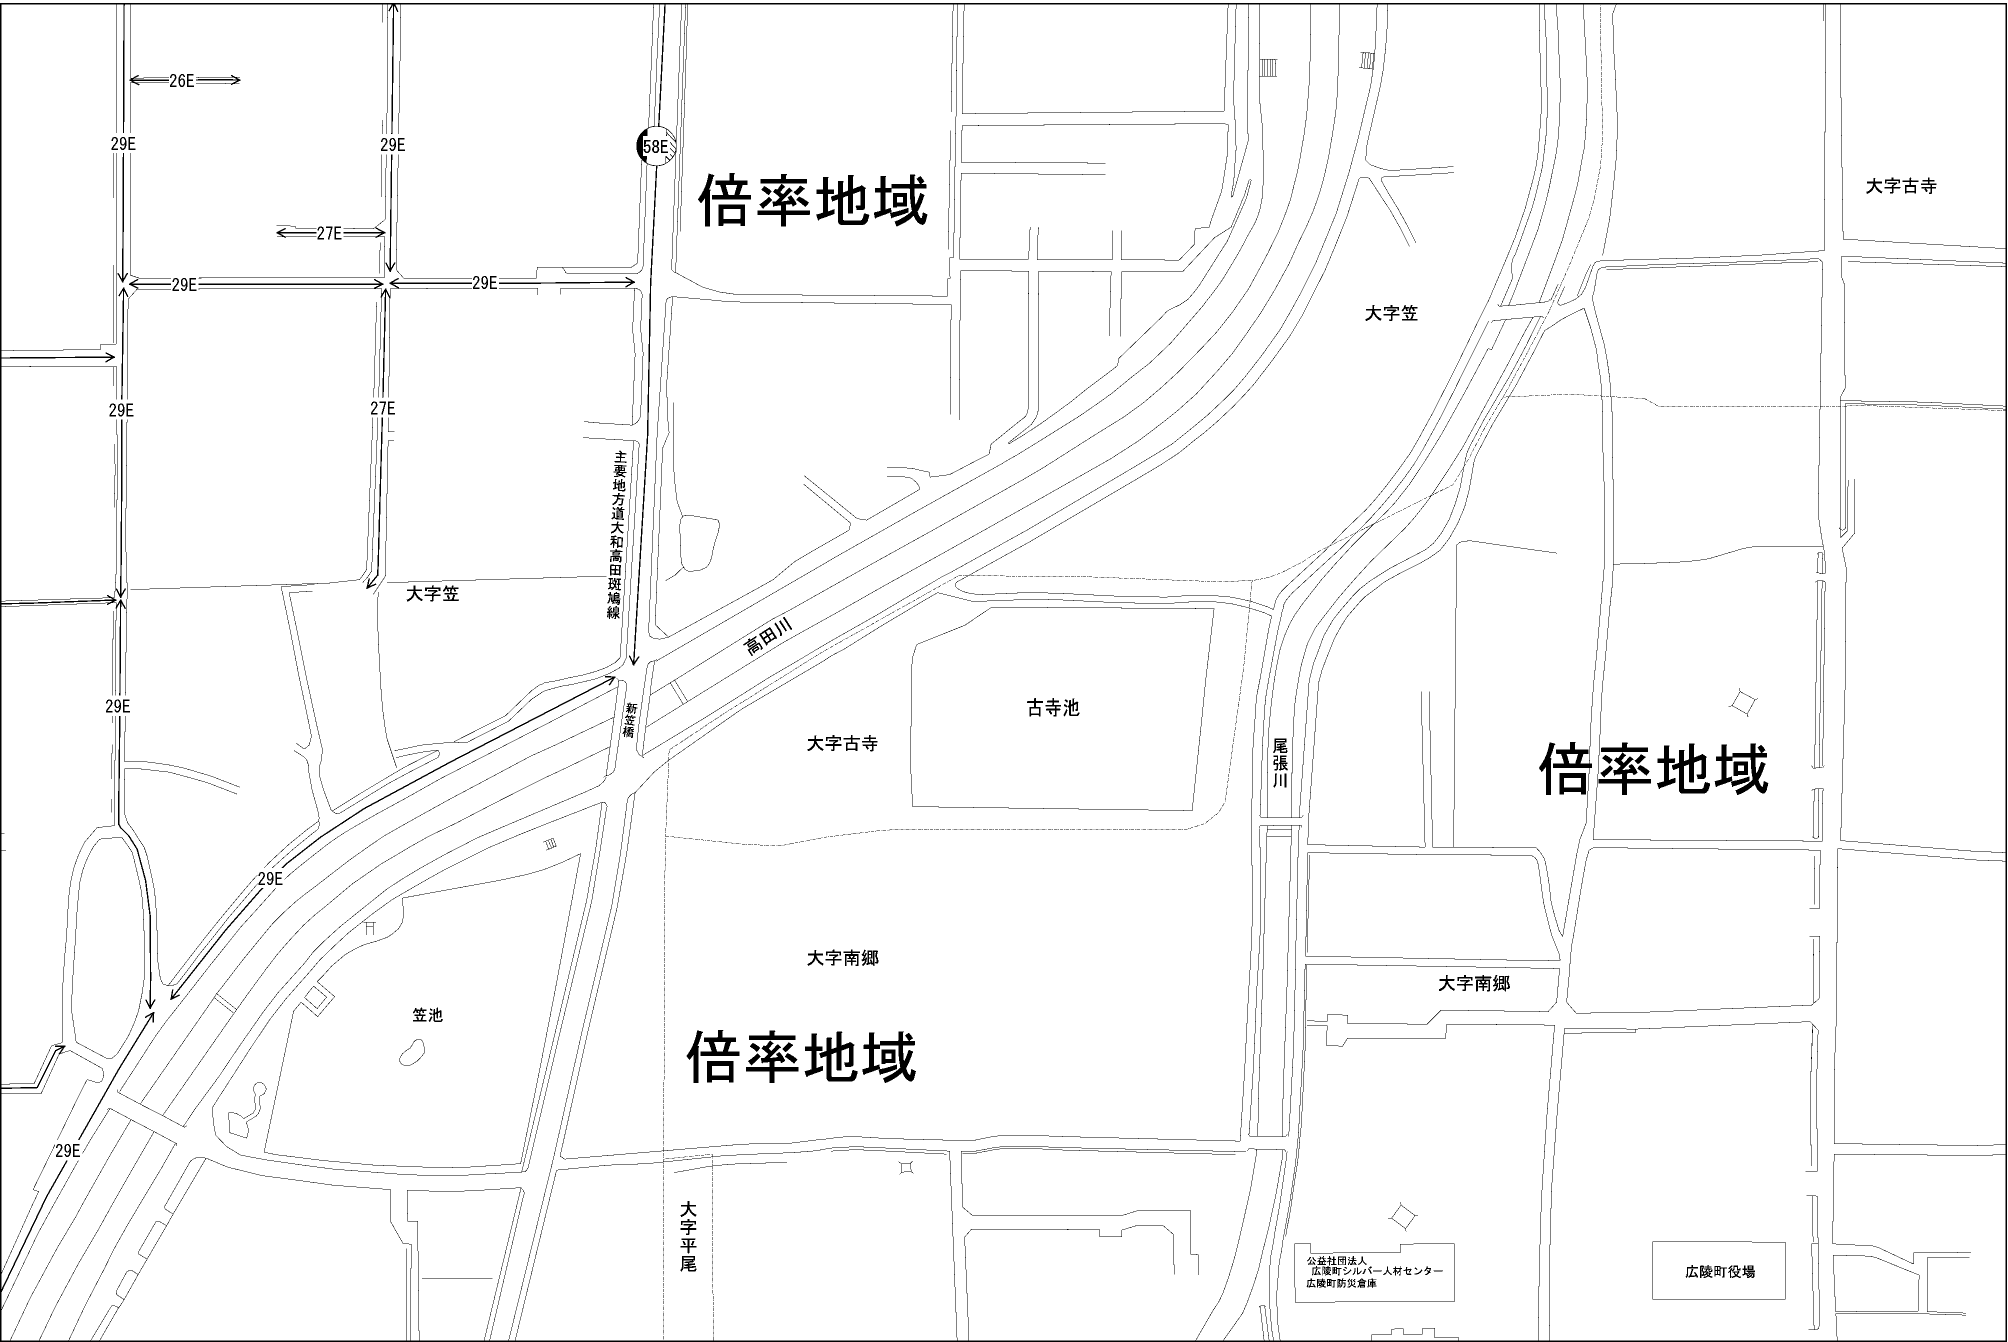 26E
29E
29E
58E
倍率地域
大字古寺
27E
29E
29E
大字笠
29E
27E
主要地方道大和高田斑鳩線
大字笠
高田川
29E
新笠橋
古寺池
大字古寺
尾張川
倍率地域
29E
大字南郷
大字南郷
笠池
倍率地域
29E
大字平尾
公益社団法人
広陵町シルバー人材センター
広陵町防災倉庫
広陵町役場